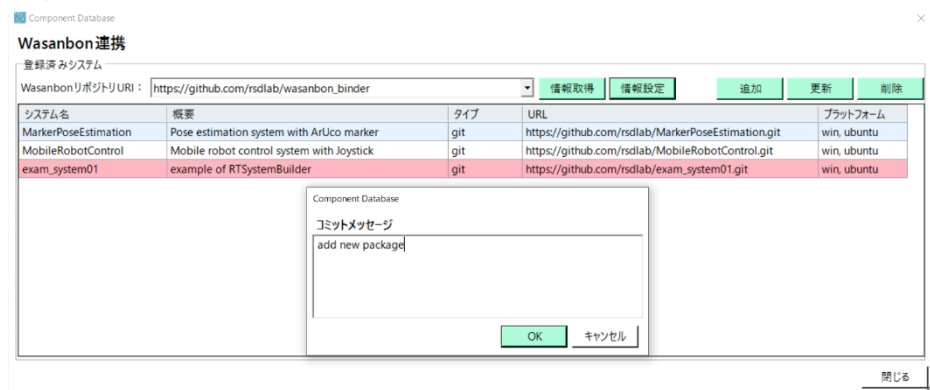 Component Database
Wasanbon連携
登録済みシステム
WasanbonリポジトリURI： https://github.com/rsdlab/wasanbon_binder 情報取得 情報設定 追加 更新 削除
システム名 概要 タイプ URL プラットフォーム
MarkerPoseEstimation Pose estimation system with ArUco marker git https://github.com/rsdlab/MarkerPoseEstimation.git win, ubuntu
MobileRobotControl Mobile robot control system with Joystick git https://github.com/rsdlab/MobileRobotControl.git win, ubuntu
exam_system01 example of RTSystemBuilder git https://github.com/rsdlab/exam_system01.git win, ubuntu
Component Database
コミットメッセージ
add new package
OK キャンセル
閉じる